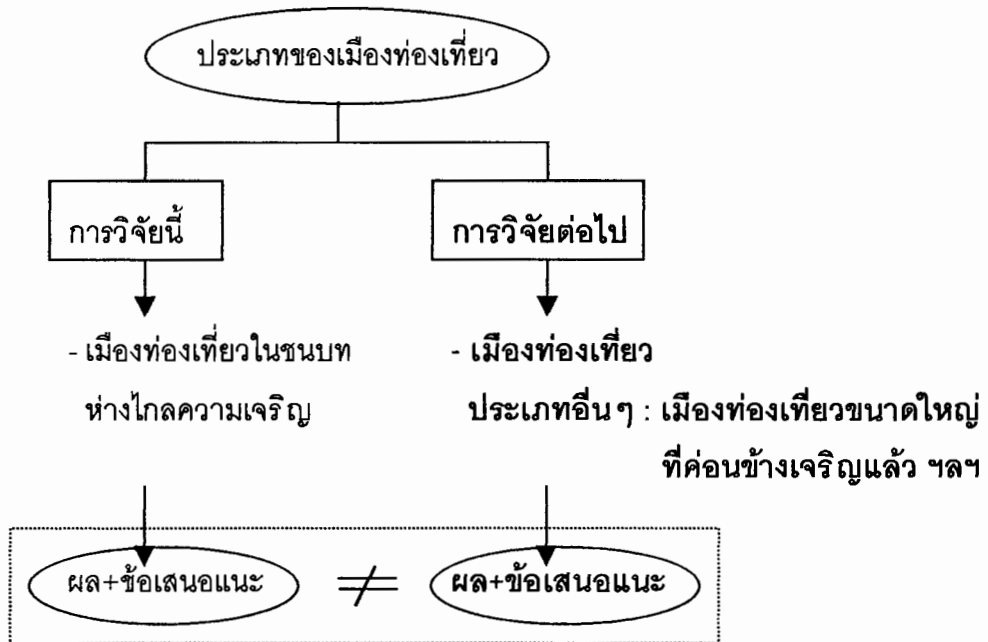 ประเภทของเมืองท่องเที่ยว
การวิจัยนี้
การวิจัยต่อไป
- เมืองท่องเที่ยวในชนบท
ห่างไกลความเจริญ
- เมืองท่องเที่ยว
ประเภทอื่นๆ : เมืองท่องเที่ยวขนาดใหญ่
ที่ค่อนข้างเจริญแล้ว ฯลฯ
ผล+ข้อเสนอแนะ ≠ ผล+ข้อเสนอแนะ